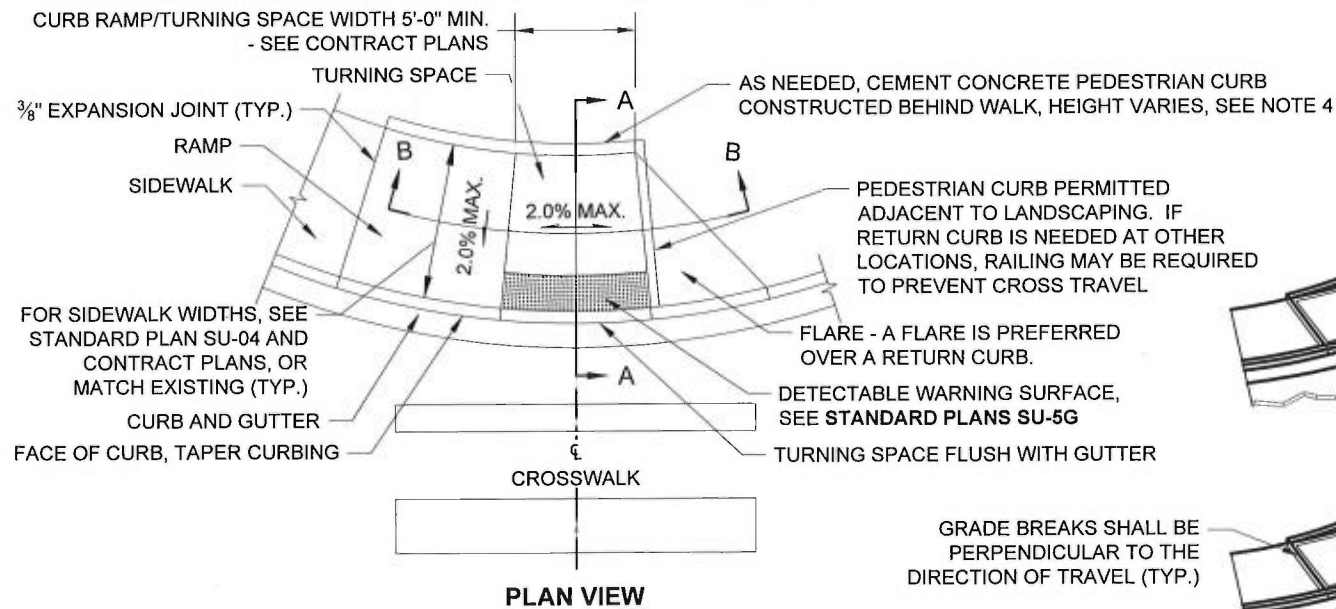 CURB RAMP/TURNING SPACE WIDTH 5'-0" MIN.
- SEE CONTRACT PLANS
TURNING SPACE
⅜" EXPANSION JOINT (TYP.)
RAMP
SIDEWALK
A
AS NEEDED, CEMENT CONCRETE PEDESTRIAN CURB
CONSTRUCTED BEHIND WALK, HEIGHT VARIES, SEE NOTE 4
B
B
2.0% MAX.
2.0% MAX.
PEDESTRIAN CURB PERMITTED
ADJACENT TO LANDSCAPING. IF
RETURN CURB IS NEEDED AT OTHER
LOCATIONS, RAILING MAY BE REQUIRED
TO PREVENT CROSS TRAVEL
FOR SIDEWALK WIDTHS, SEE
STANDARD PLAN SU-04 AND
CONTRACT PLANS, OR
MATCH EXISTING (TYP.)
CURB AND GUTTER
FACE OF CURB, TAPER CURBING
FLARE - A FLARE IS PREFERRED
OVER A RETURN CURB.
A
DETECTABLE WARNING SURFACE,
SEE STANDARD PLANS SU-5G
TURNING SPACE FLUSH WITH GUTTER
℄
CROSSWALK
GRADE BREAKS SHALL BE
PERPENDICULAR TO THE
DIRECTION OF TRAVEL (TYP.)
PLAN VIEW